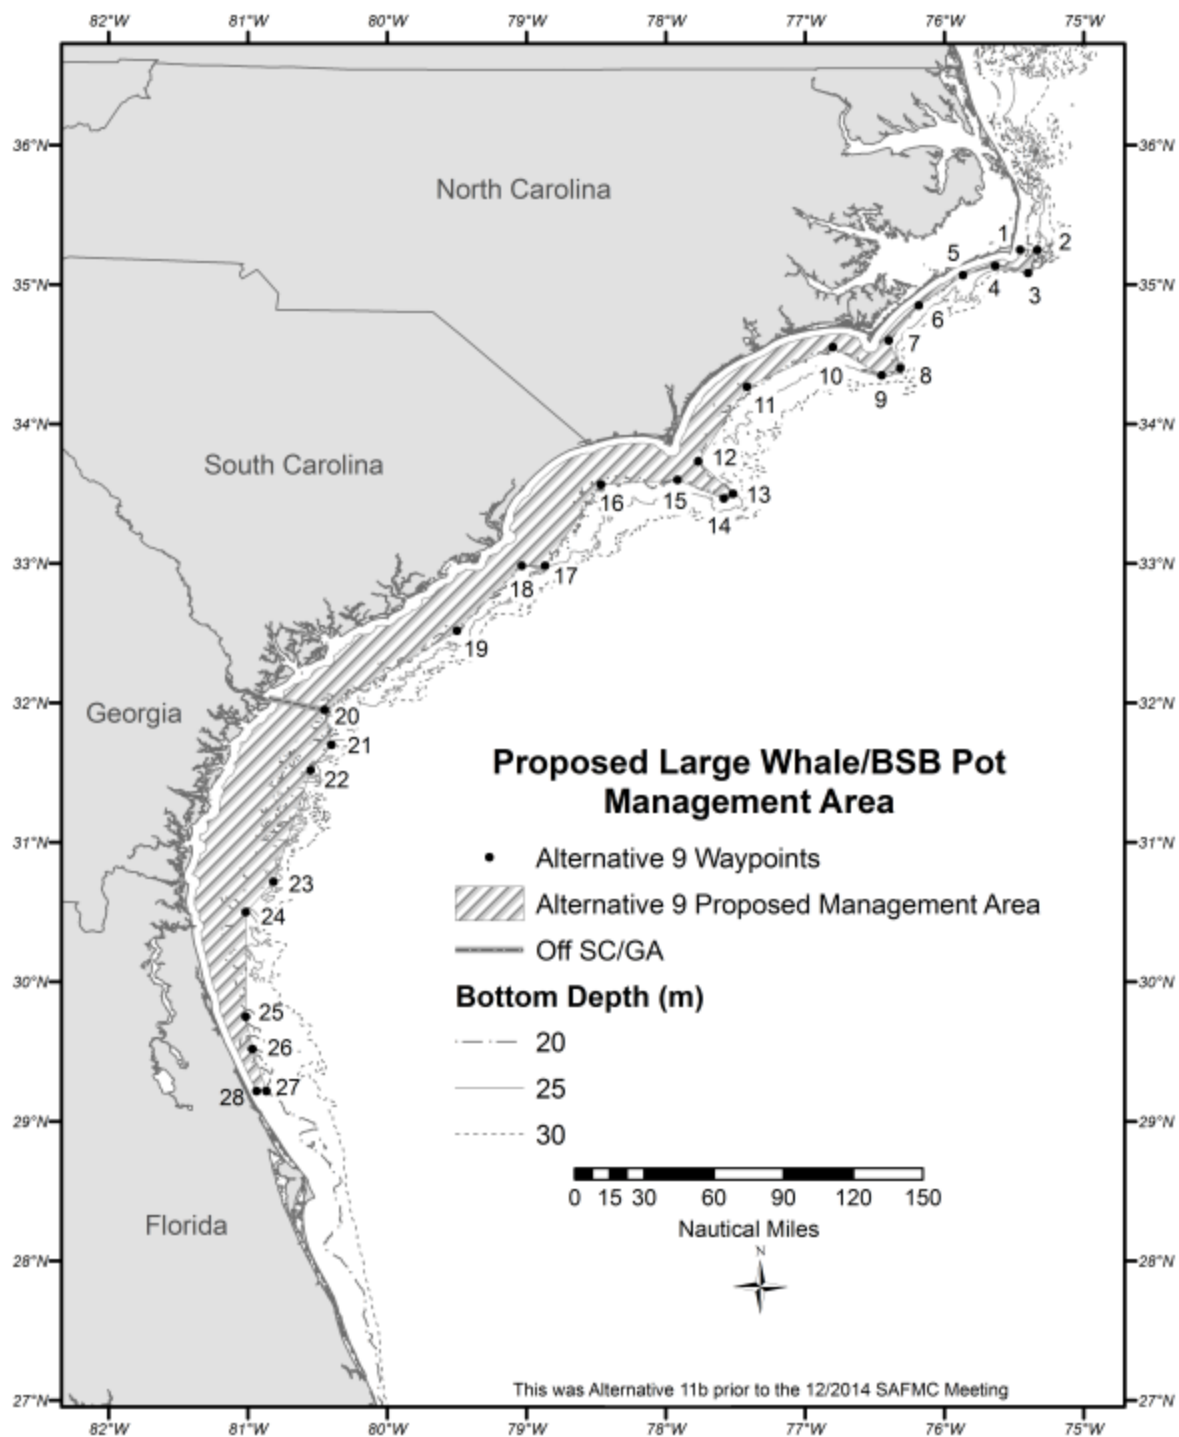 82°W 81°W 80°W 79°W 78°W 77°W 76°W 75°W
36°N 36°N
North Carolina
1 2
5
35°N 35°N
4 3
6
7
10 9 8
11
34°N 34°N
South Carolina
12
16 15 13
14
33°N 33°N
18 17
19
32°N 32°N
Georgia
20
21
22
Proposed Large Whale/BSB Pot
Management Area
31°N 31°N
Alternative 9 Waypoints
23
Alternative 9 Proposed Management Area
24
Off SC/GA
30°N 30°N
Bottom Depth (m)
25
26
20
28 27
25
29°N 29°N
30
0 15 30 60 90 120 150
Nautical Miles
Florida
N
28°N 28°N
This was Alternative 11b prior to the 12/2014 SAFMC Meeting
27°N 27°N
82°W 81°W 80°W 79°W 78°W 77°W 76°W 75°W